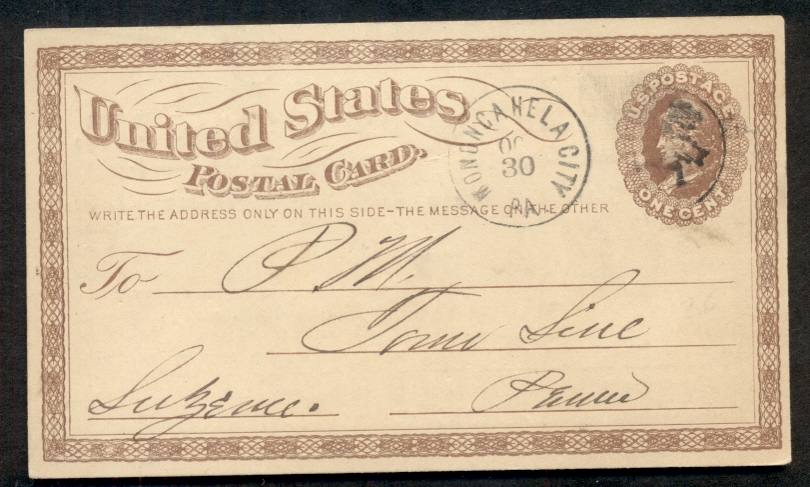 United States
Postal Card.
WRITE THE ADDRESS ONLY ON THIS SIDE-THE MESSAGE ON THE OTHER
MONONGAHELA CITY
OC
30
PA.
U.S. POSTAGE
ONE CENT
To P M.
Town Line
Luzerne.
Penna